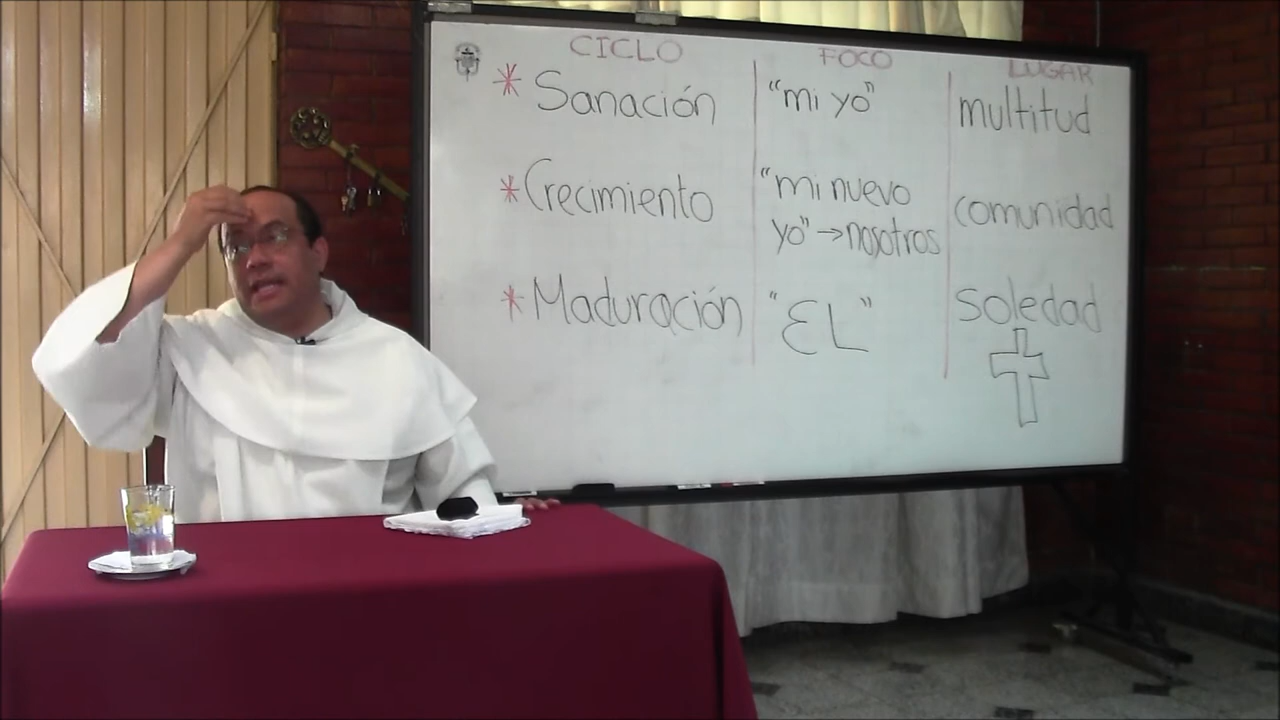 CICLO FOCO LUGAR
* Sanación "mi yo" multitud
* Crecimiento "mi nuevo yo" → nosotros comunidad
* Maduración "EL" soledad